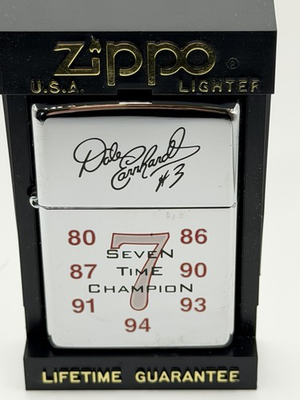 zippo®
U.S.A. LIGHTER
Dale
Earnhardt
#3
80 7 86
SEVEN
87 TIME 90
CHAMPION
91 93
94
LIFETIME GUARANTEE